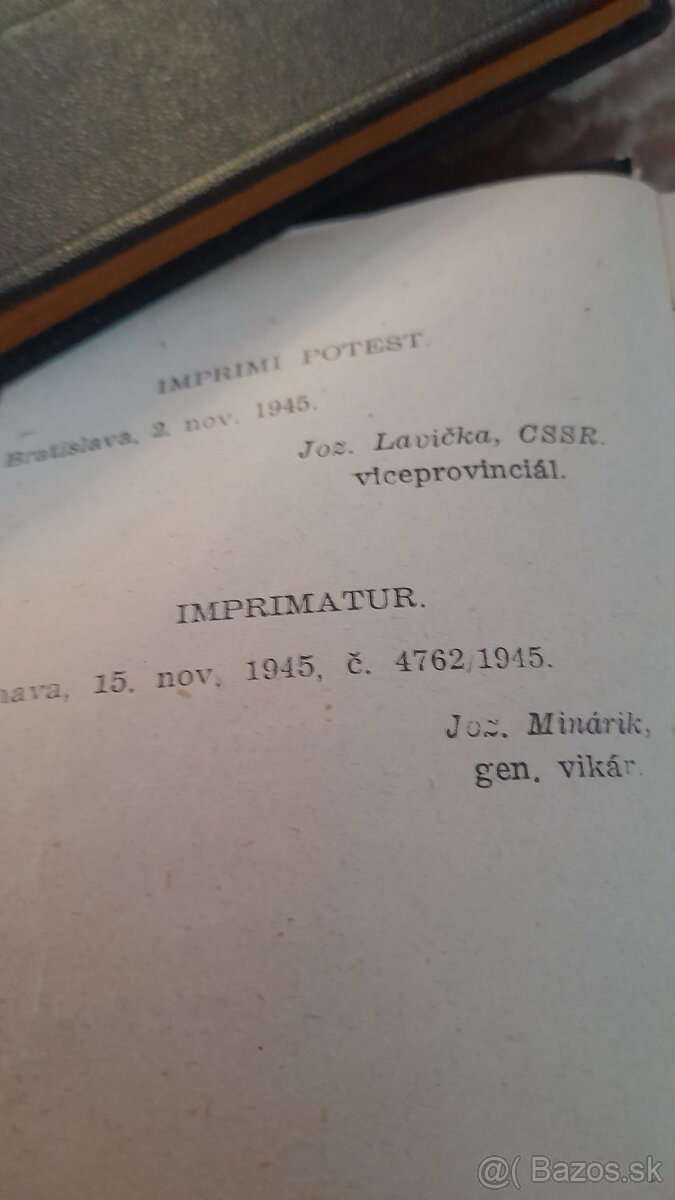 IMPRIMI POTEST.
Bratislava, 2. nov. 1945.
Joz. Lavička, CSSR.
viceprovinciál.
IMPRIMATUR.
nava, 15. nov. 1945, č. 4762/1945.
Joz. Minárik,
gen. vikár.
@( Bazos.sk